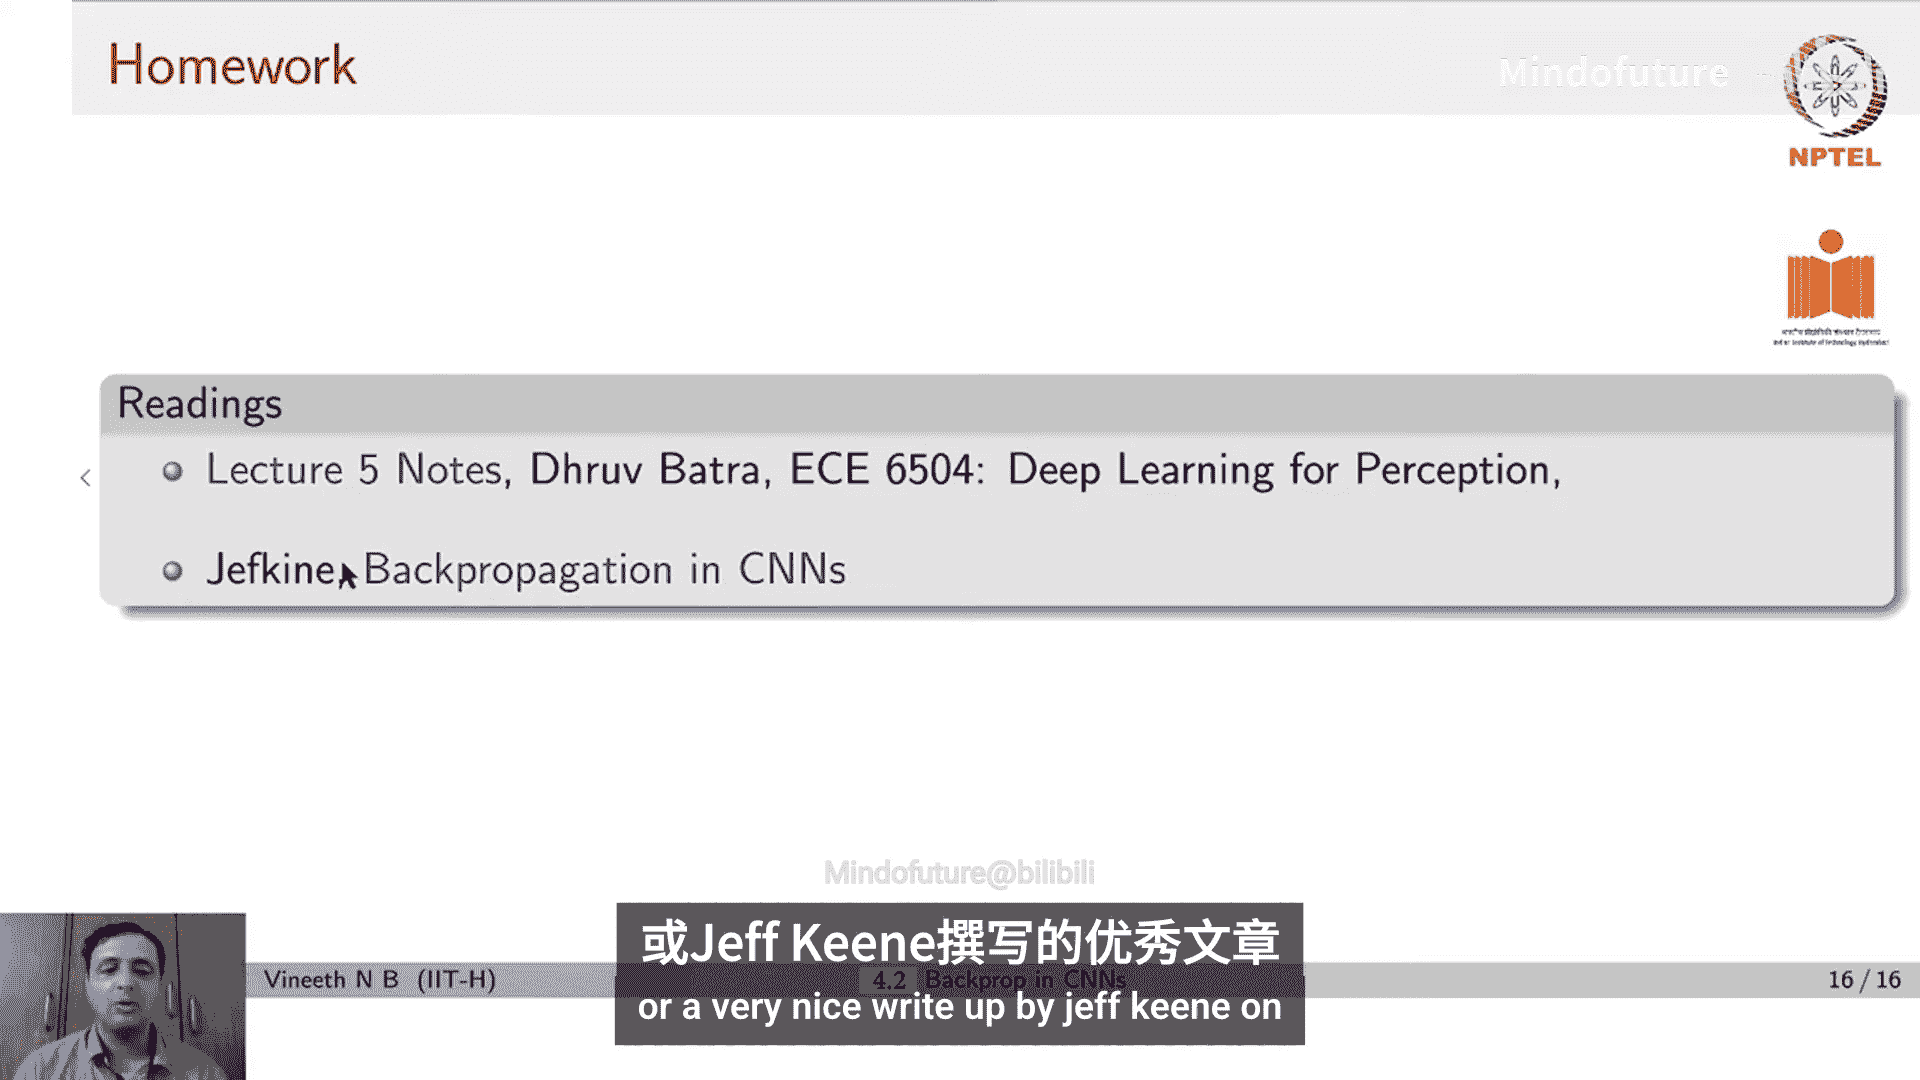 Homework
Mindofuture
NPTEL
Readings
Lecture 5 Notes, Dhruv Batra, ECE 6504: Deep Learning for Perception,
Jefkine, Backpropagation in CNNs
Mindofuture@bilibili
或Jeff Keene撰写的优秀文章
Vineeth N B (IIT-H)
4.2 Backprop in CNNs
16 / 16
or a very nice write up by jeff keene on